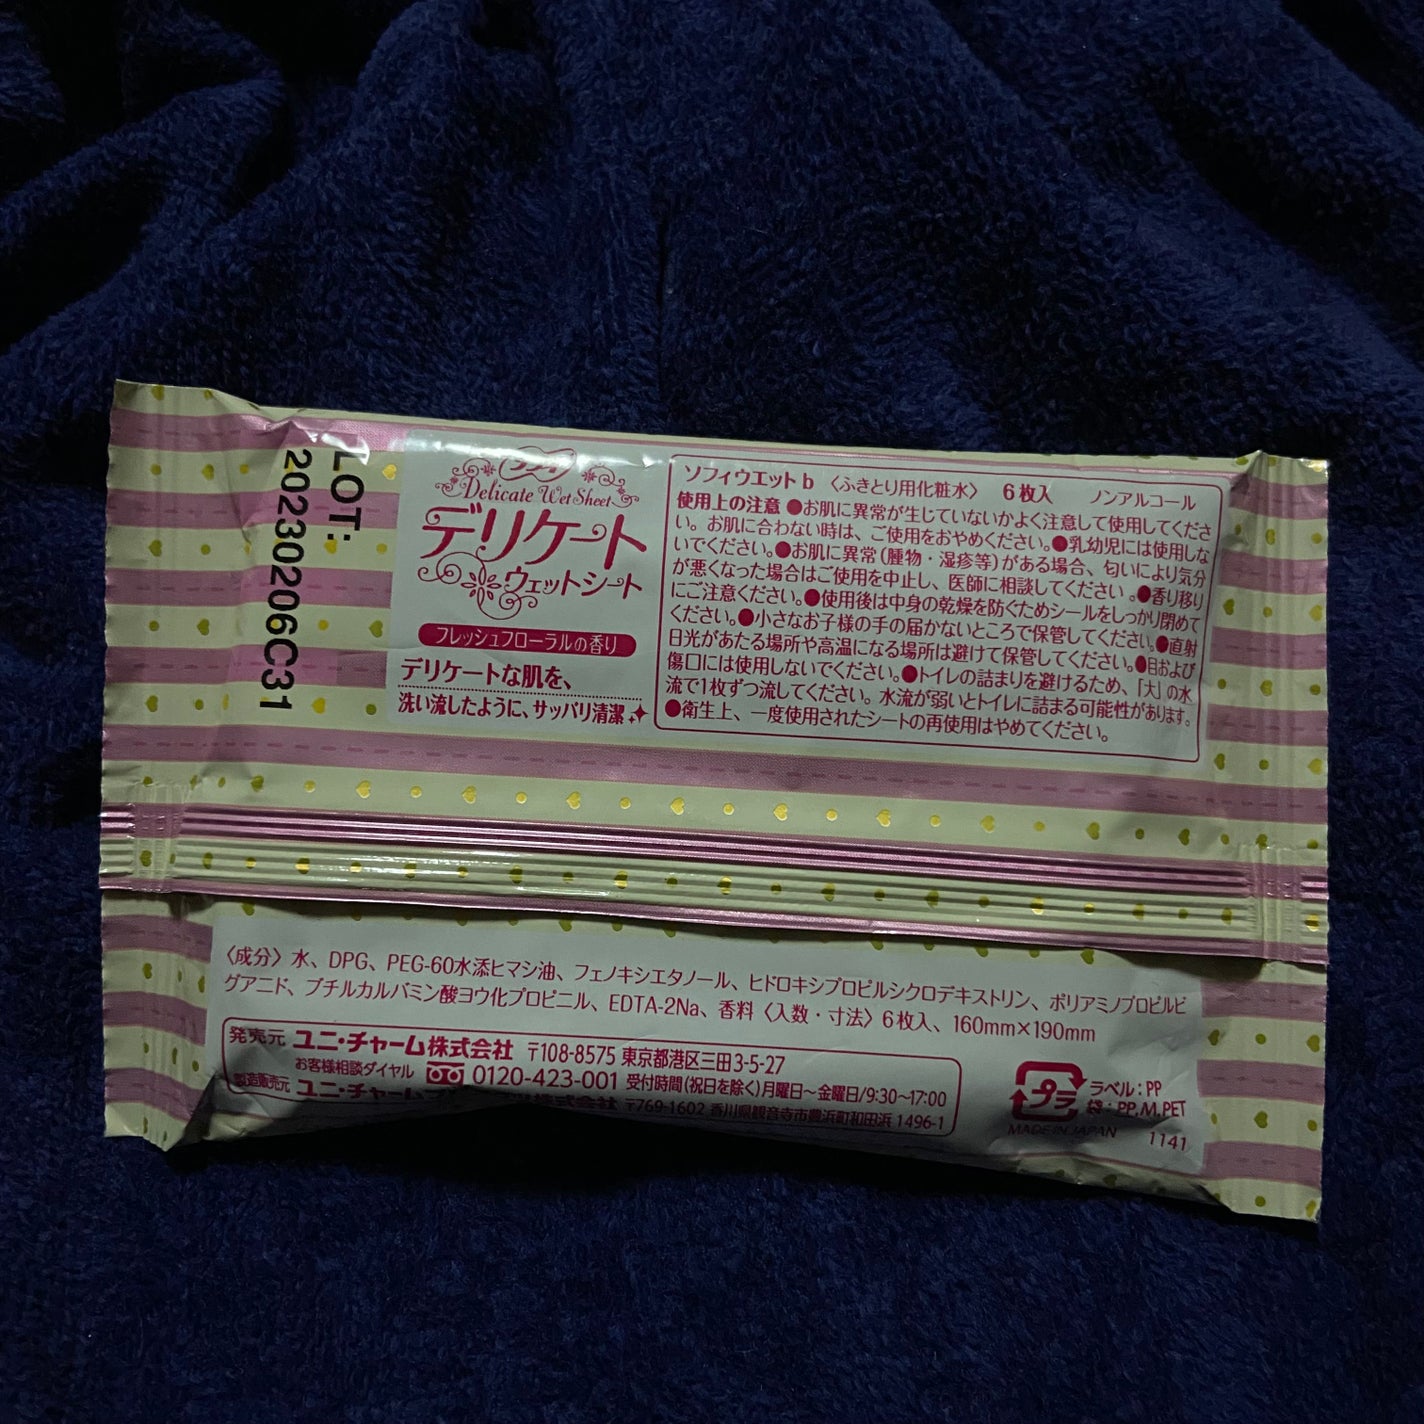 LOT:
20230206C31
ソフィ
Delicate Wet Sheet
デリケート
ウェットシート
フレッシュフローラルの香り
デリケートな肌を、
洗い流したように、サッパリ清潔
ソフィウエット b 〈ふきとり用化粧水〉 6枚入 ノンアルコール
使用上の注意 ●お肌に異常が生じていないかよく注意して使用してくださ
い。お肌に合わない時は、ご使用をおやめください。●乳幼児には使用しな
いでください。●お肌に異常(腫物・湿疹等)がある場合、匂いにより気分
が悪くなった場合はご使用を中止し、医師に相談してください 。●香り移り
にご注意ください。●使用後は中身の乾燥を防ぐためシールをしっかり閉めて
ください。●小さなお子様の手の届かないところで保管してください。●直射
日光があたる場所や高温になる場所は避けて保管してください。●目および
傷口には使用しないでください。●トイレの詰まりを避けるため、「大」の水
流で1枚ずつ流してください。水流が弱いとトイレに詰まる可能性があります。
●衛生上、一度使用されたシートの再使用はやめてください。
〈成分〉水、DPG、PEG-60水添ヒマシ油、フェノキシエタノール、ヒドロキシプロピルシクロデキストリン、ポリアミノプロピルビ
グアニド、ブチルカルバミン酸ヨウ化プロピニル、EDTA-2Na、香料〈入数・寸法〉6枚入、160mm×190mm
発売元 ユニ・チャーム株式会社 〒108-8575 東京都港区三田3-5-27
お客様相談ダイヤル 0120-423-001 受付時間(祝日を除く)月曜日~金曜日/9:30~17:00
製造販売元 ユニ・チャームプ 株式会社 〒769-1602 香川県観音寺市豊浜町和田浜 1496-1
プラ
ラベル:PP
袋:PP,M,PET
MADE IN JAPAN 1141